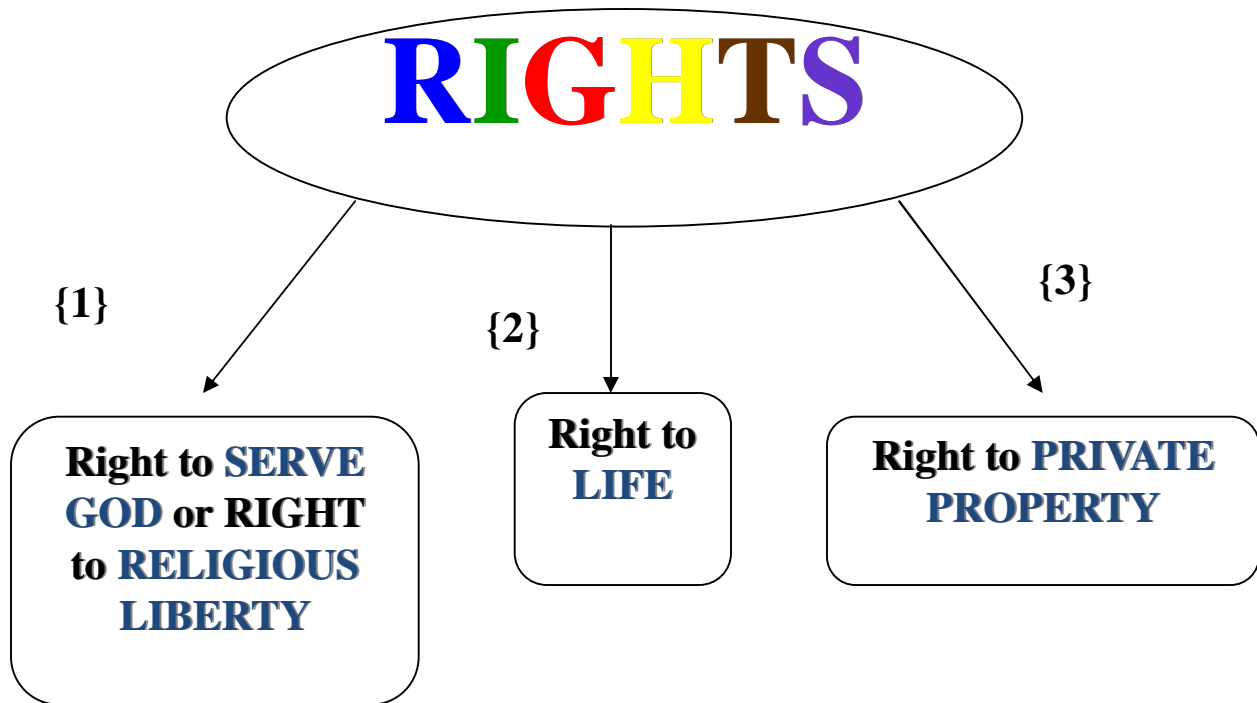 RIGHTS
{1}
{2}
{3}
Right to SERVE
GOD or RIGHT
to RELIGIOUS
LIBERTY
Right to
LIFE
Right to PRIVATE
PROPERTY